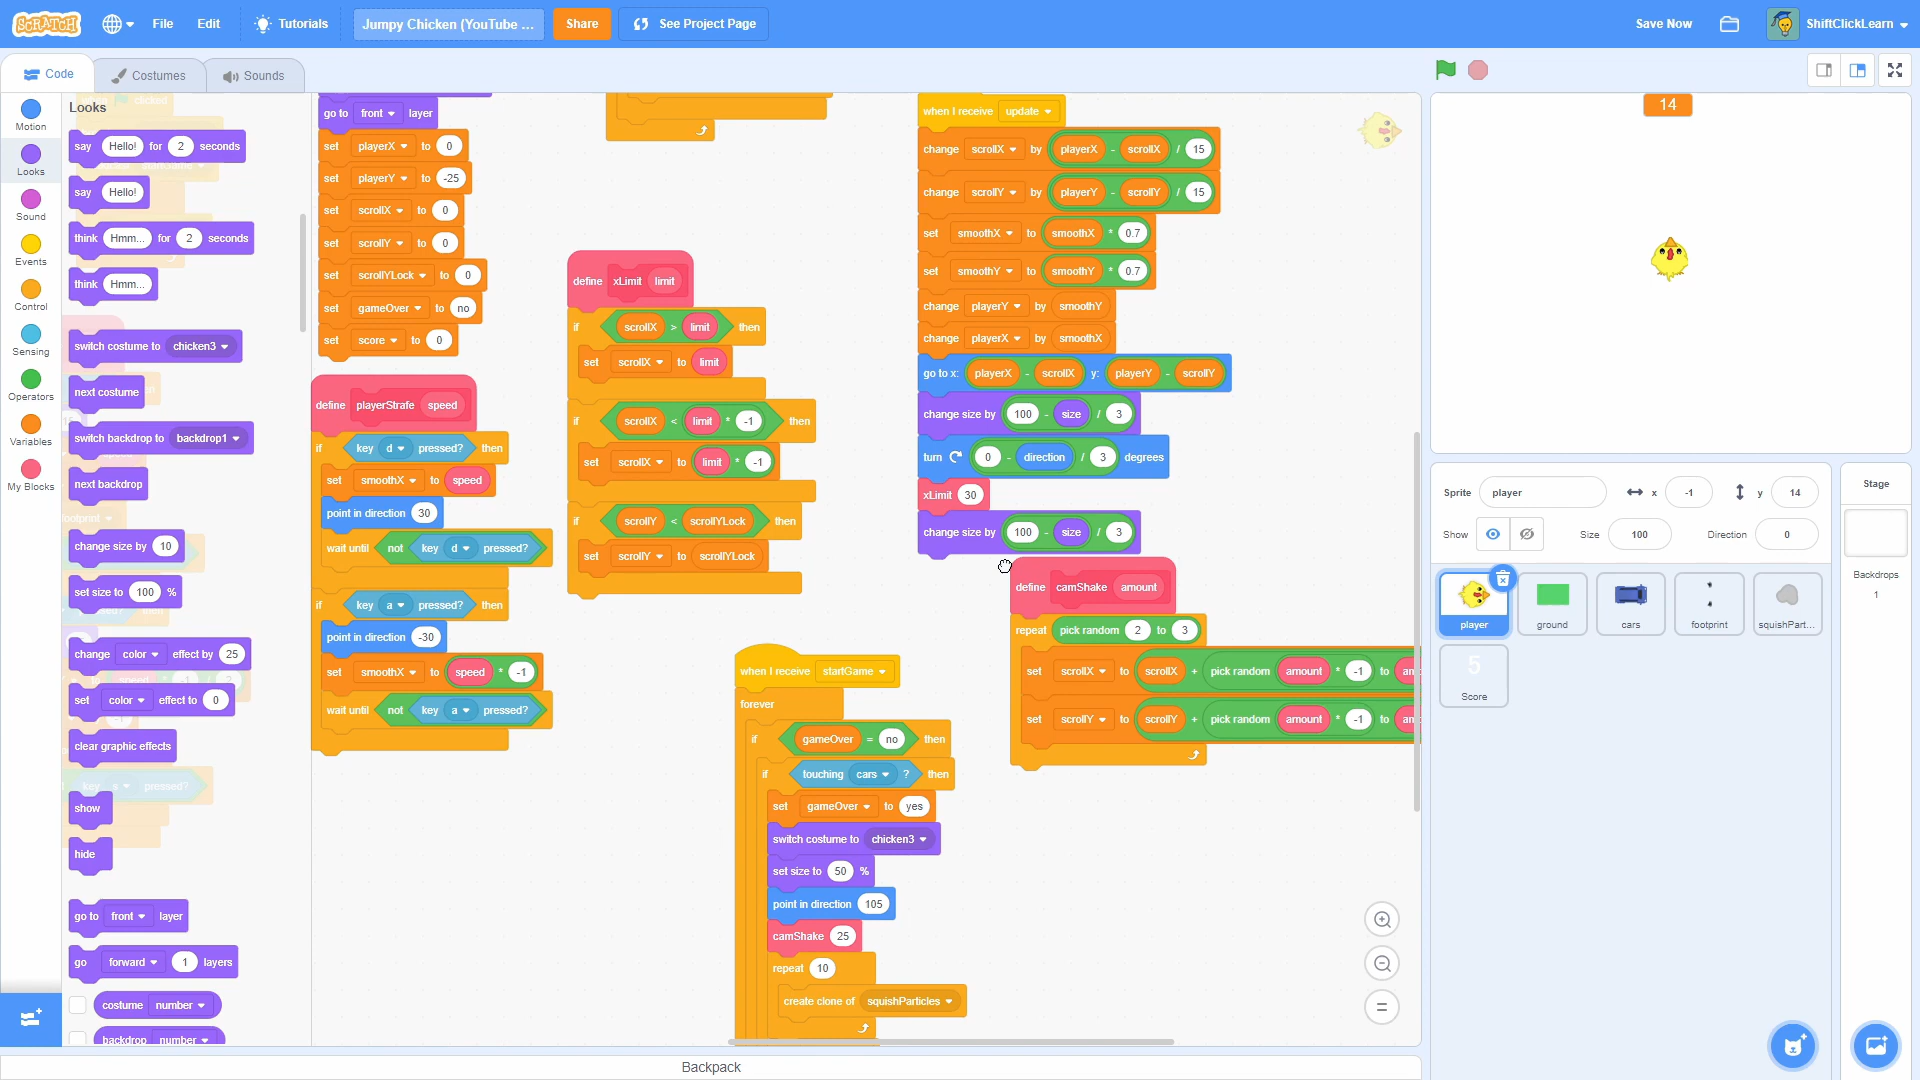 SCRATCH File Edit Tutorials Jumpy Chicken (YouTube ... Share See Project Page Save Now ShiftClickLearn
Code Costumes Sounds
Motion
Looks
Sound
Events
Control
Sensing
Operators
Variables
My Blocks
Looks
say Hello! for 2 seconds
say Hello!
think Hmm... for 2 seconds
think Hmm...
switch costume to chicken3
next costume
switch backdrop to backdrop1
next backdrop
change size by 10
set size to 100 %
change color effect by 25
set color effect to 0
clear graphic effects
show
hide
go to front layer
go forward 1 layers
costume number
backdrop number
go to front layer
set playerX to 0
set playerY to -25
set scrollX to 0
set scrollY to 0
set scrollYLock to 0
set gameOver to no
set score to 0
define playerStrafe speed
if key d pressed? then
set smoothX to speed
point in direction 30
wait until not key d pressed?
if key a pressed? then
point in direction -30
set smoothX to speed * -1
wait until not key a pressed?
define xLimit limit
if scrollX > limit then
set scrollX to limit
if scrollX < limit * -1 then
set scrollX to limit * -1
if scrollY < scrollYLock then
set scrollY to scrollYLock
when I receive startGame
forever
if gameOver = no then
if touching cars ? then
set gameOver to yes
switch costume to chicken3
set size to 50 %
point in direction 105
camShake 25
repeat 10
create clone of squishParticles
when I receive update
change scrollX by playerX - scrollX / 15
change scrollY by playerY - scrollY / 15
set smoothX to smoothX * 0.7
set smoothY to smoothY * 0.7
change playerY by smoothY
change playerX by smoothX
go to x: playerX - scrollX y: playerY - scrollY
change size by 100 - size / 3
turn 0 - direction / 3 degrees
xLimit 30
change size by 100 - size / 3
define camShake amount
repeat pick random 2 to 3
set scrollX to scrollX + pick random amount * -1 to
set scrollY to scrollY + pick random amount * -1 to
14
Sprite player x -1 y 14
Show Size 100 Direction 0
player
ground
cars
footprint
squishPart...
5
Score
Stage
Backdrops
1
Backpack